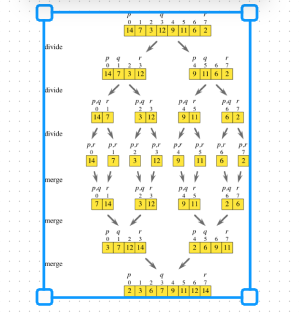 p q r
0 1 2 3 4 5 6 7
14 7 3 12 9 11 6 2
divide
p q r p q r
0 1 2 3 4 5 6 7
14 7 3 12 9 11 6 2
divide
p,q r p,q r p,q r p,q r
0 1 2 3 4 5 6 7
14 7 3 12 9 11 6 2
divide
p,r p,r p,r p,r p,r p,r p,r p,r
0 1 2 3 4 5 6 7
14 7 3 12 9 11 6 2
merge
p,q r p,q r p,q r p,q r
0 1 2 3 4 5 6 7
7 14 3 12 9 11 2 6
merge
p q r p q r
0 1 2 3 4 5 6 7
3 7 12 14 2 6 9 11
merge
p q r
0 1 2 3 4 5 6 7
2 3 6 7 9 11 12 14